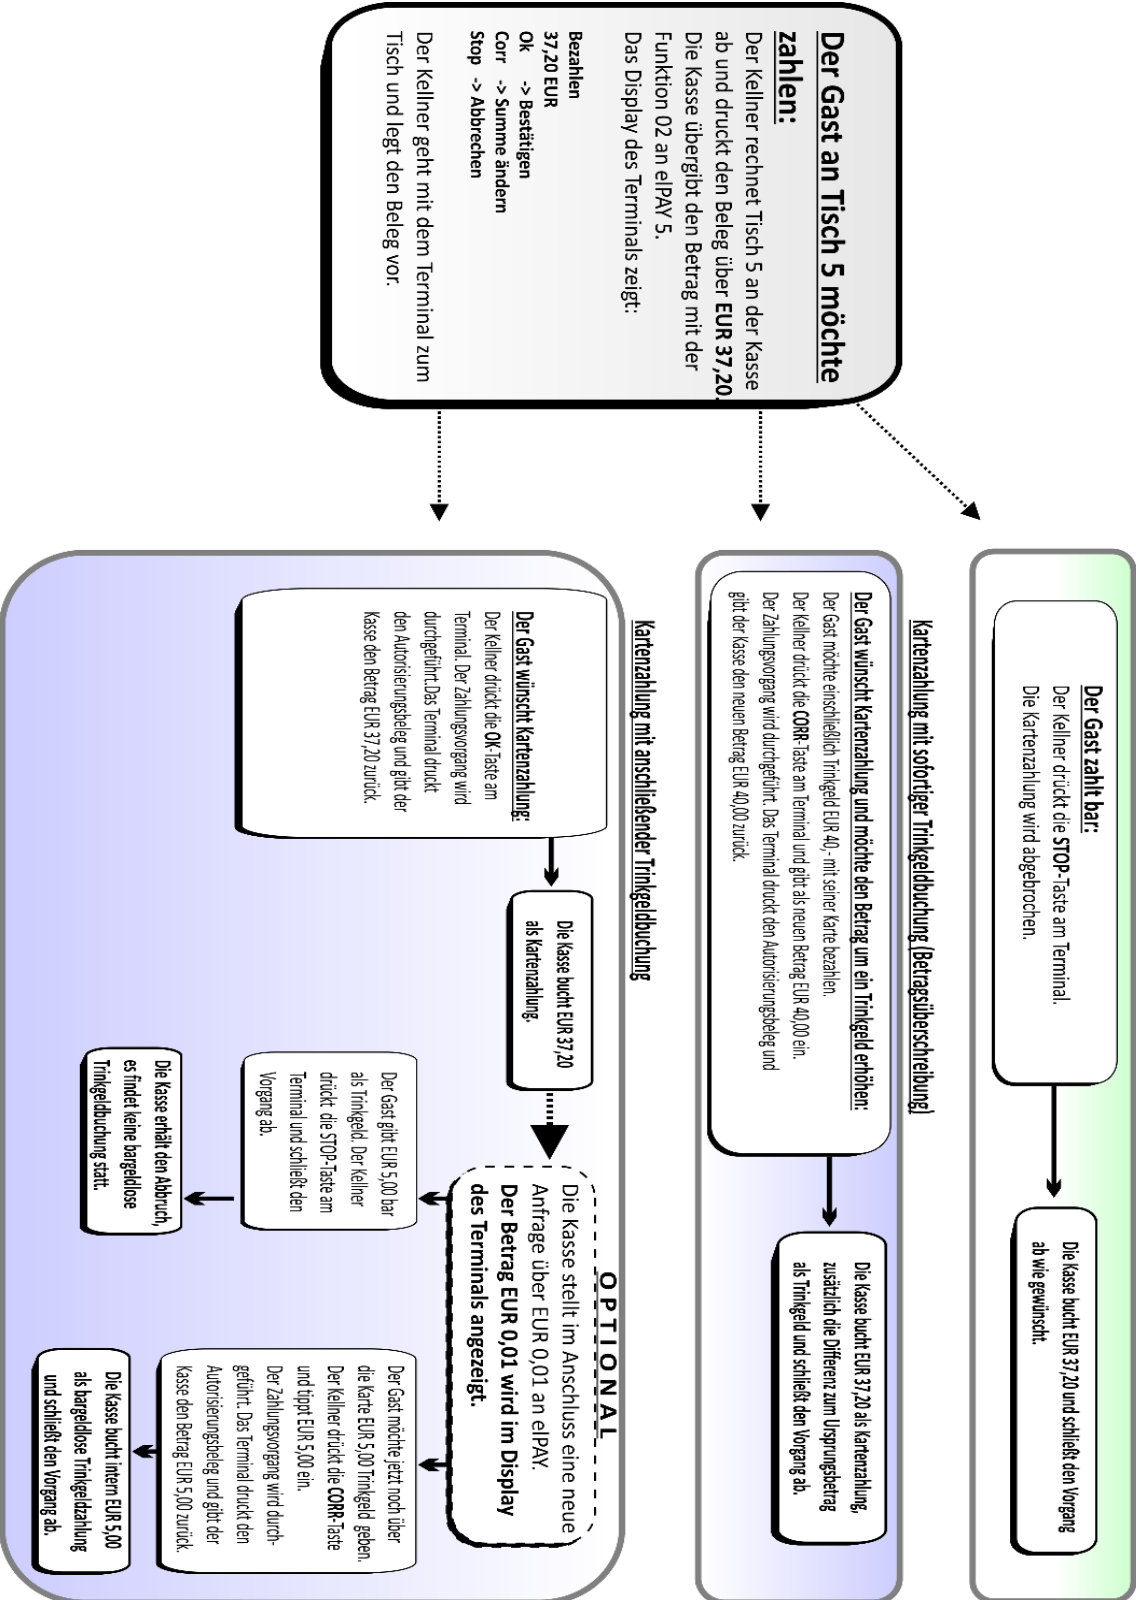 Der Gast an Tisch 5 möchte
zahlen:
Der Kellner rechnet Tisch 5 an der Kasse
ab und druckt den Beleg über EUR 37,20.
Die Kasse übergibt den Betrag mit der
Funktion 02 an elPAY 5.
Das Display des Terminals zeigt:
Bezahlen
37,20 EUR
Ok -> Bestätigen
Corr -> Summe ändern
Stop -> Abbrechen
Der Kellner geht mit dem Terminal zum
Tisch und legt den Beleg vor.
Der Gast zahlt bar:
Der Kellner drückt die STOP-Taste am Terminal.
Die Kartenzahlung wird abgebrochen.
Die Kasse bucht EUR 37,20 und schließt den Vorgang
ab wie gewünscht.
Kartenzahlung mit sofortiger Trinkgeldbuchung (Betragsüberschreibung)
Der Gast wünscht Kartenzahlung und möchte den Betrag um ein Trinkgeld erhöhen:
Der Gast möchte einschließlich Trinkgeld EUR 40,- mit seiner Karte bezahlen.
Der Kellner drückt die CORR-Taste am Terminal und gibt als neuen Betrag EUR 40,00 ein.
Der Zahlungsvorgang wird durchgeführt. Das Terminal druckt den Autorisierungsbeleg und
gibt der Kasse den neuen Betrag EUR 40,00 zurück.
Die Kasse bucht EUR 37,20 als Kartenzahlung,
zusätzlich die Differenz zum Ursprungsbetrag
als Trinkgeld und schließt den Vorgang ab.
Kartenzahlung mit anschließender Trinkgeldbuchung
Der Gast wünscht Kartenzahlung:
Der Kellner drückt die OK-Taste am
Terminal. Der Zahlungsvorgang wird
durchgeführt.Das Terminal druckt
den Autorisierungsbeleg und gibt der
Kasse den Betrag EUR 37,20 zurück.
Die Kasse bucht EUR 37,20
als Kartenzahlung.
OPTIONAL
Die Kasse stellt im Anschluss eine neue
Anfrage über EUR 0,01 an elPAY.
Der Betrag EUR 0,01 wird im Display
des Terminals angezeigt.
Der Gast gibt EUR 5,00 bar
als Trinkgeld. Der Kellner
drückt die STOP-Taste am
Terminal und schließt den
Vorgang ab.
Die Kasse erhält den Abbruch,
es findet keine bargeldlose
Trinkgeldbuchung statt.
Der Gast möchte jetzt noch über
die Karte EUR 5,00 Trinkgeld geben.
Der Kellner drückt die CORR-Taste
und tippt EUR 5,00 ein.
Der Zahlungsvorgang wird durch-
geführt. Das Terminal druckt den
Autorisierungsbeleg und gibt der
Kasse den Betrag EUR 5,00 zurück.
Die Kasse bucht intern EUR 5,00
als bargeldlose Trinkgeldzahlung
und schließt den Vorgang ab.